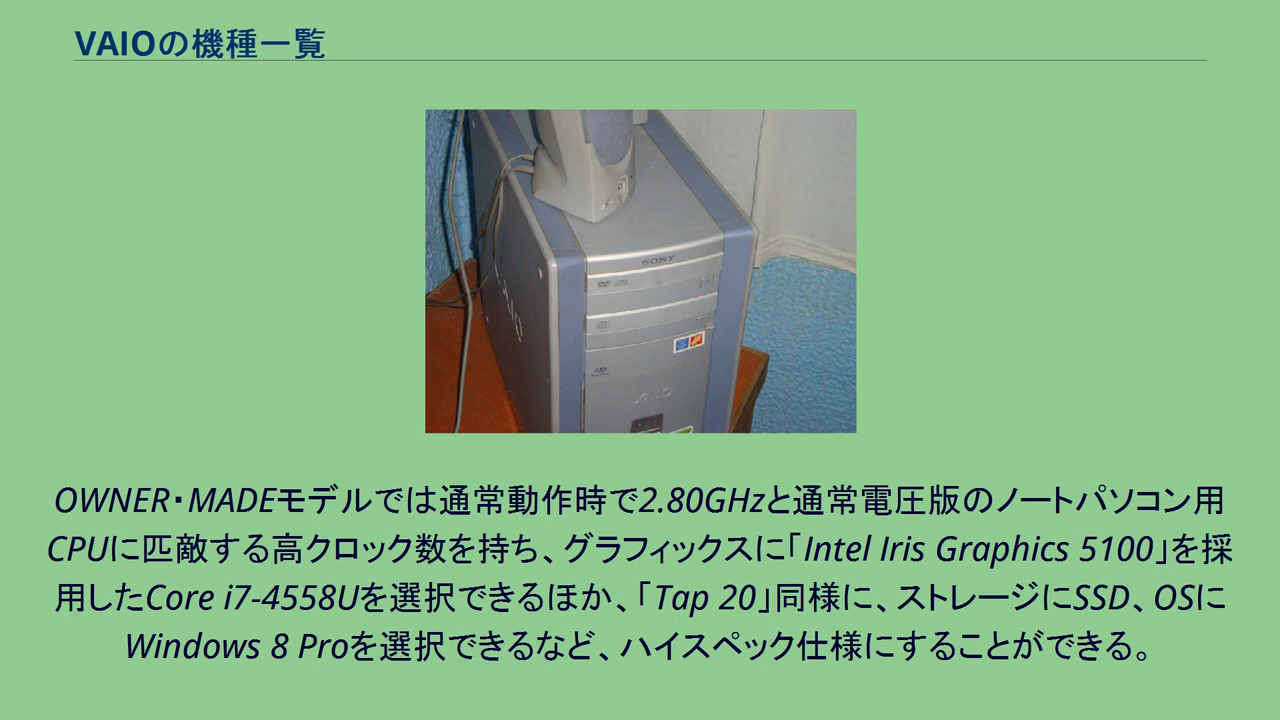 VAIOの機種一覧
SONY
VAIO
VAIO
OWNER・MADEモデルでは通常動作時で2.80GHzと通常電圧版のノートパソコン用
CPUに匹敵する高クロック数を持ち、グラフィックスに「Intel Iris Graphics 5100」を採
用したCore i7-4558Uを選択できるほか、「Tap 20」同様に、ストレージにSSD、OSに
Windows 8 Proを選択できるなど、ハイスペック仕様にすることができる。